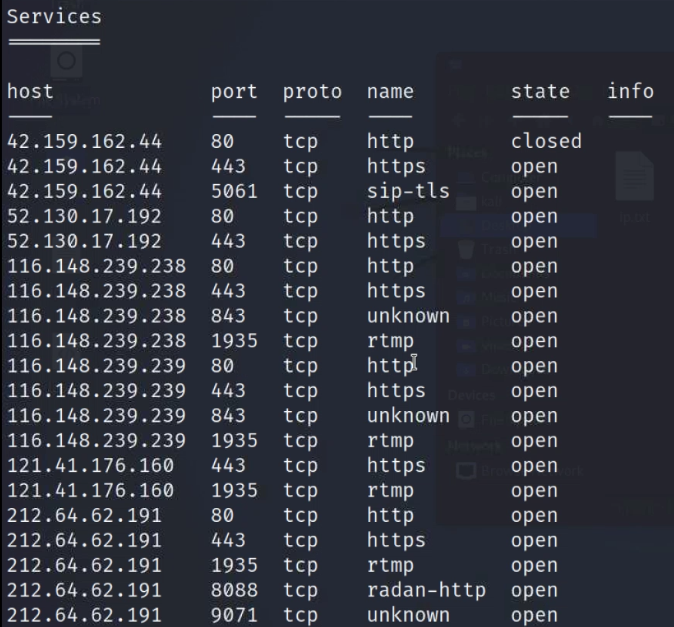 Services
host port proto name state info
42.159.162.44 80 tcp http closed
42.159.162.44 443 tcp https open
42.159.162.44 5061 tcp sip-tls open
52.130.17.192 80 tcp http open
52.130.17.192 443 tcp https open
116.148.239.238 80 tcp http open
116.148.239.238 443 tcp https open
116.148.239.238 843 tcp unknown open
116.148.239.238 1935 tcp rtmp open
116.148.239.239 80 tcp http open
116.148.239.239 443 tcp https open
116.148.239.239 843 tcp unknown open
116.148.239.239 1935 tcp rtmp open
121.41.176.160 443 tcp https open
121.41.176.160 1935 tcp rtmp open
212.64.62.191 80 tcp http open
212.64.62.191 443 tcp https open
212.64.62.191 1935 tcp rtmp open
212.64.62.191 8088 tcp radan-http open
212.64.62.191 9071 tcp unknown open
Places
Devices
Network
ip.txt